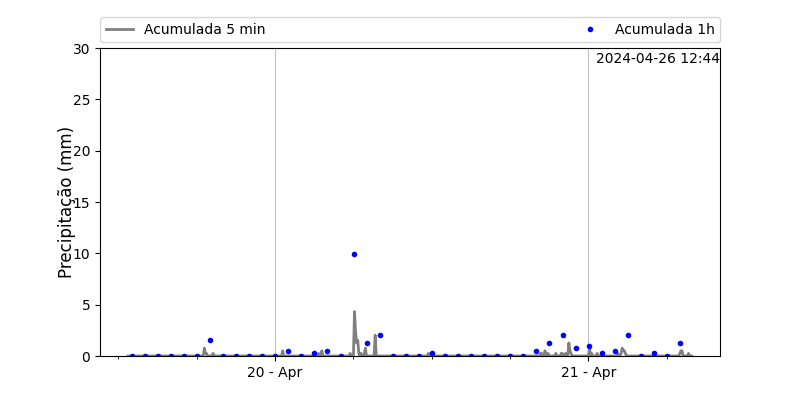 Acumulada 5 min
Acumulada 1h
2024-04-26 12:44
Precipitação (mm)
30
25
20
15
10
5
0
20 - Apr
21 - Apr